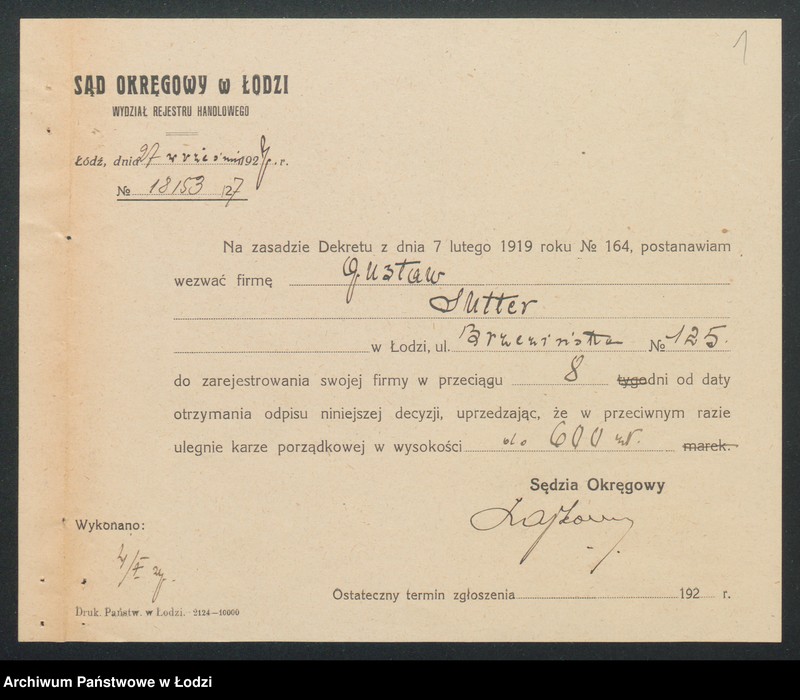 1
SĄD OKRĘGOWY w ŁODZI
WYDZIAŁ REJESTRU HANDLOWEGO
Łódź, dnia 27 września 1927 r.
№ 18153 /27
Na zasadzie Dekretu z dnia 7 lutego 1919 roku № 164, postanawiam
wezwać firmę Gustaw
Sutter
w Łodzi, ul. Brzezińska № 125.
do zarejestrowania swojej firmy w przeciągu 8 tygodni od daty
otrzymania odpisu niniejszej decyzji, uprzedzając, że w przeciwnym razie
ulegnie karze porządkowej w wysokości do 600 zł. marek.
Sędzia Okręgowy
Wykonano:
Ostateczny termin zgłoszenia 192 r.
Druk. Państw. w Łodzi. 2124—10000
Archiwum Państwowe w Łodzi